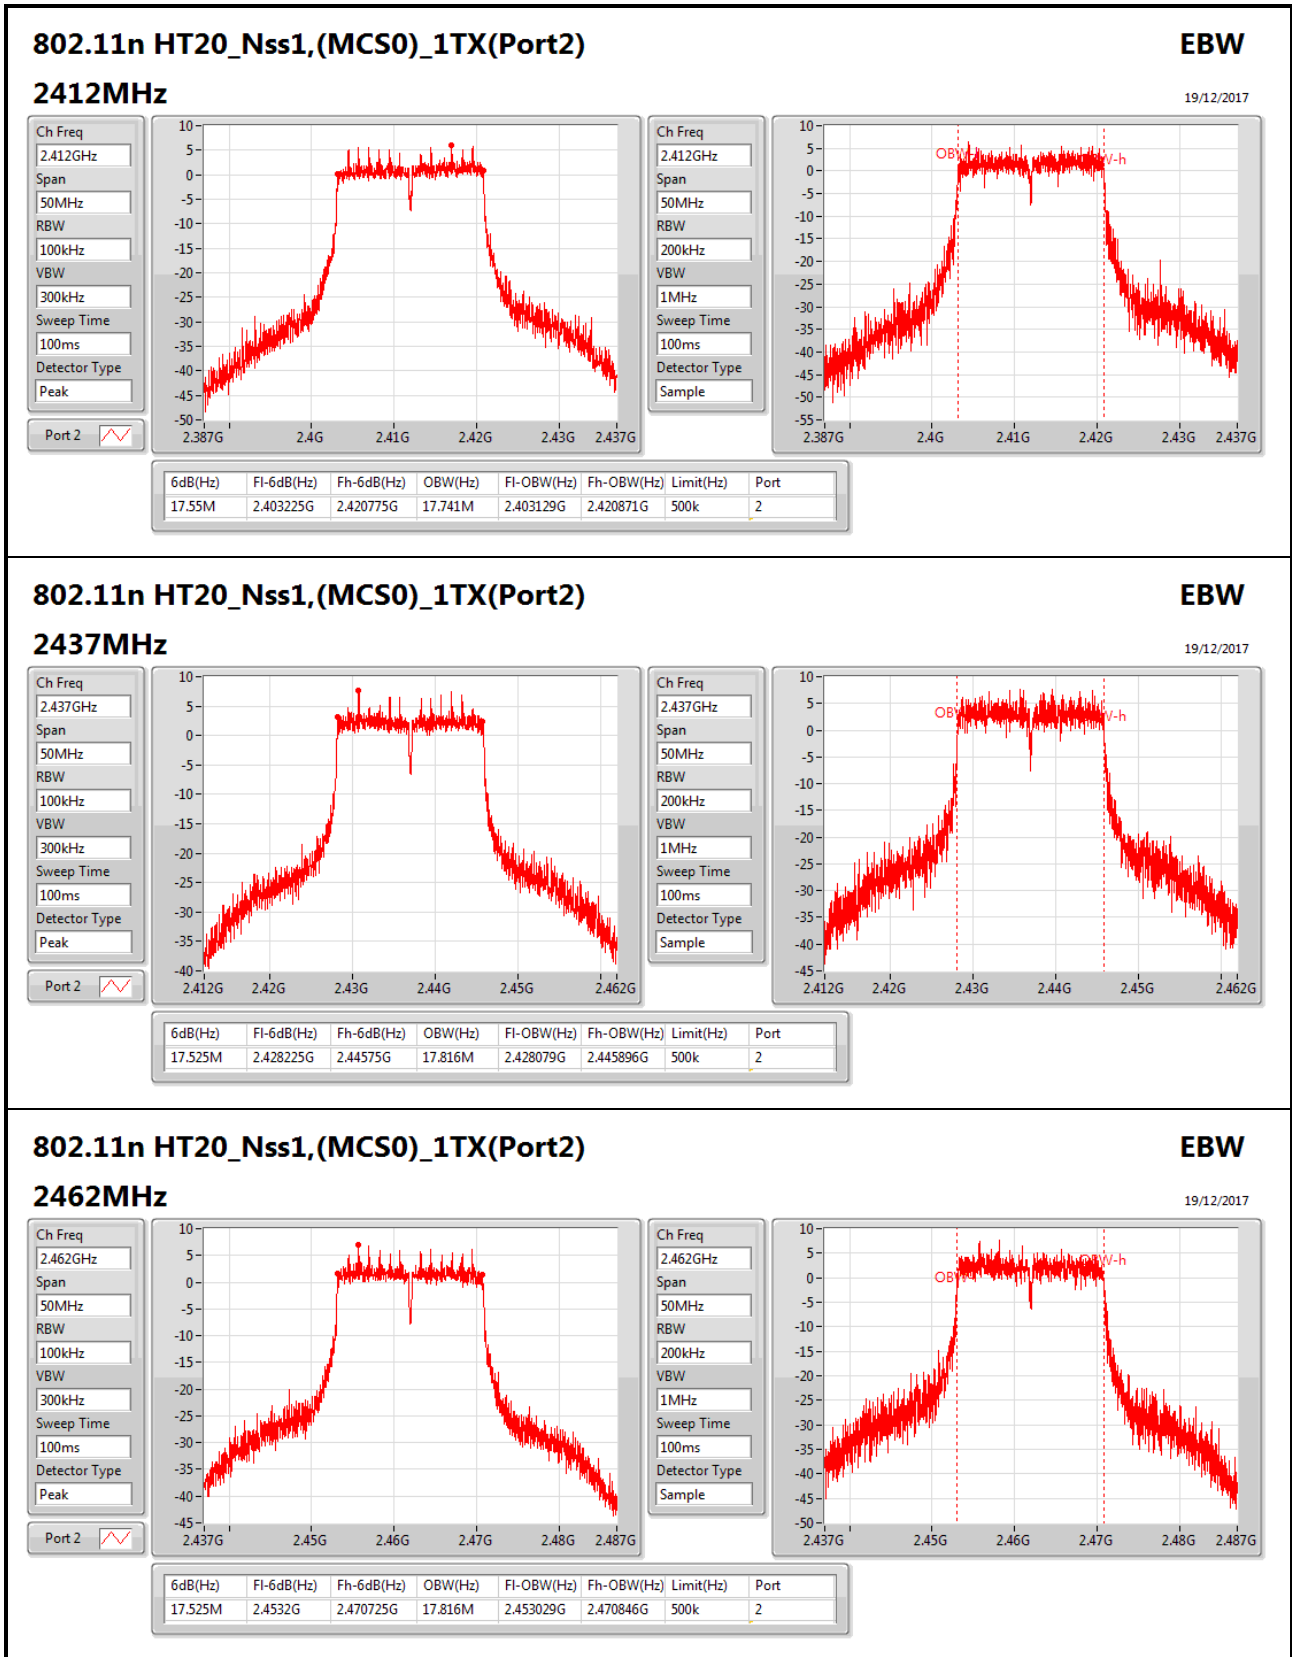 802.11n HT20_Nss1,(MCS0)_1TX(Port2) EBW
2412MHz 19/12/2017
Ch Freq
2.412GHz
Span
50MHz
RBW
100kHz
VBW
300kHz
Sweep Time
100ms
Detector Type
Peak
Port 2
10
5
0
-5
-10
-15
-20
-25
-30
-35
-40
-45
-50
2.387G 2.4G 2.41G 2.42G 2.43G 2.437G
Ch Freq
2.412GHz
Span
50MHz
RBW
200kHz
VBW
1MHz
Sweep Time
100ms
Detector Type
Sample
10
5
0
-5
-10
-15
-20
-25
-30
-35
-40
-45
-50
-55
2.387G 2.4G 2.41G 2.42G 2.43G 2.437G
6dB(Hz) Fl-6dB(Hz) Fh-6dB(Hz) OBW(Hz) Fl-OBW(Hz) Fh-OBW(Hz) Limit(Hz) Port
17.55M 2.403225G 2.420775G 17.741M 2.403129G 2.420871G 500k 2
802.11n HT20_Nss1,(MCS0)_1TX(Port2) EBW
2437MHz 19/12/2017
Ch Freq
2.437GHz
Span
50MHz
RBW
100kHz
VBW
300kHz
Sweep Time
100ms
Detector Type
Peak
Port 2
10
5
0
-5
-10
-15
-20
-25
-30
-35
-40
2.412G 2.42G 2.43G 2.44G 2.45G 2.462G
Ch Freq
2.437GHz
Span
50MHz
RBW
200kHz
VBW
1MHz
Sweep Time
100ms
Detector Type
Sample
10
5
0
-5
-10
-15
-20
-25
-30
-35
-40
-45
2.412G 2.42G 2.43G 2.44G 2.45G 2.462G
6dB(Hz) Fl-6dB(Hz) Fh-6dB(Hz) OBW(Hz) Fl-OBW(Hz) Fh-OBW(Hz) Limit(Hz) Port
17.525M 2.428225G 2.44575G 17.816M 2.428079G 2.445896G 500k 2
802.11n HT20_Nss1,(MCS0)_1TX(Port2) EBW
2462MHz 19/12/2017
Ch Freq
2.462GHz
Span
50MHz
RBW
100kHz
VBW
300kHz
Sweep Time
100ms
Detector Type
Peak
Port 2
10
5
0
-5
-10
-15
-20
-25
-30
-35
-40
-45
2.437G 2.45G 2.46G 2.47G 2.48G 2.487G
Ch Freq
2.462GHz
Span
50MHz
RBW
200kHz
VBW
1MHz
Sweep Time
100ms
Detector Type
Sample
10
5
0
-5
-10
-15
-20
-25
-30
-35
-40
-45
-50
OBW-h
2.437G 2.45G 2.46G 2.47G 2.48G 2.487G
6dB(Hz) Fl-6dB(Hz) Fh-6dB(Hz) OBW(Hz) Fl-OBW(Hz) Fh-OBW(Hz) Limit(Hz) Port
17.525M 2.4532G 2.470725G 17.816M 2.453029G 2.470846G 500k 2